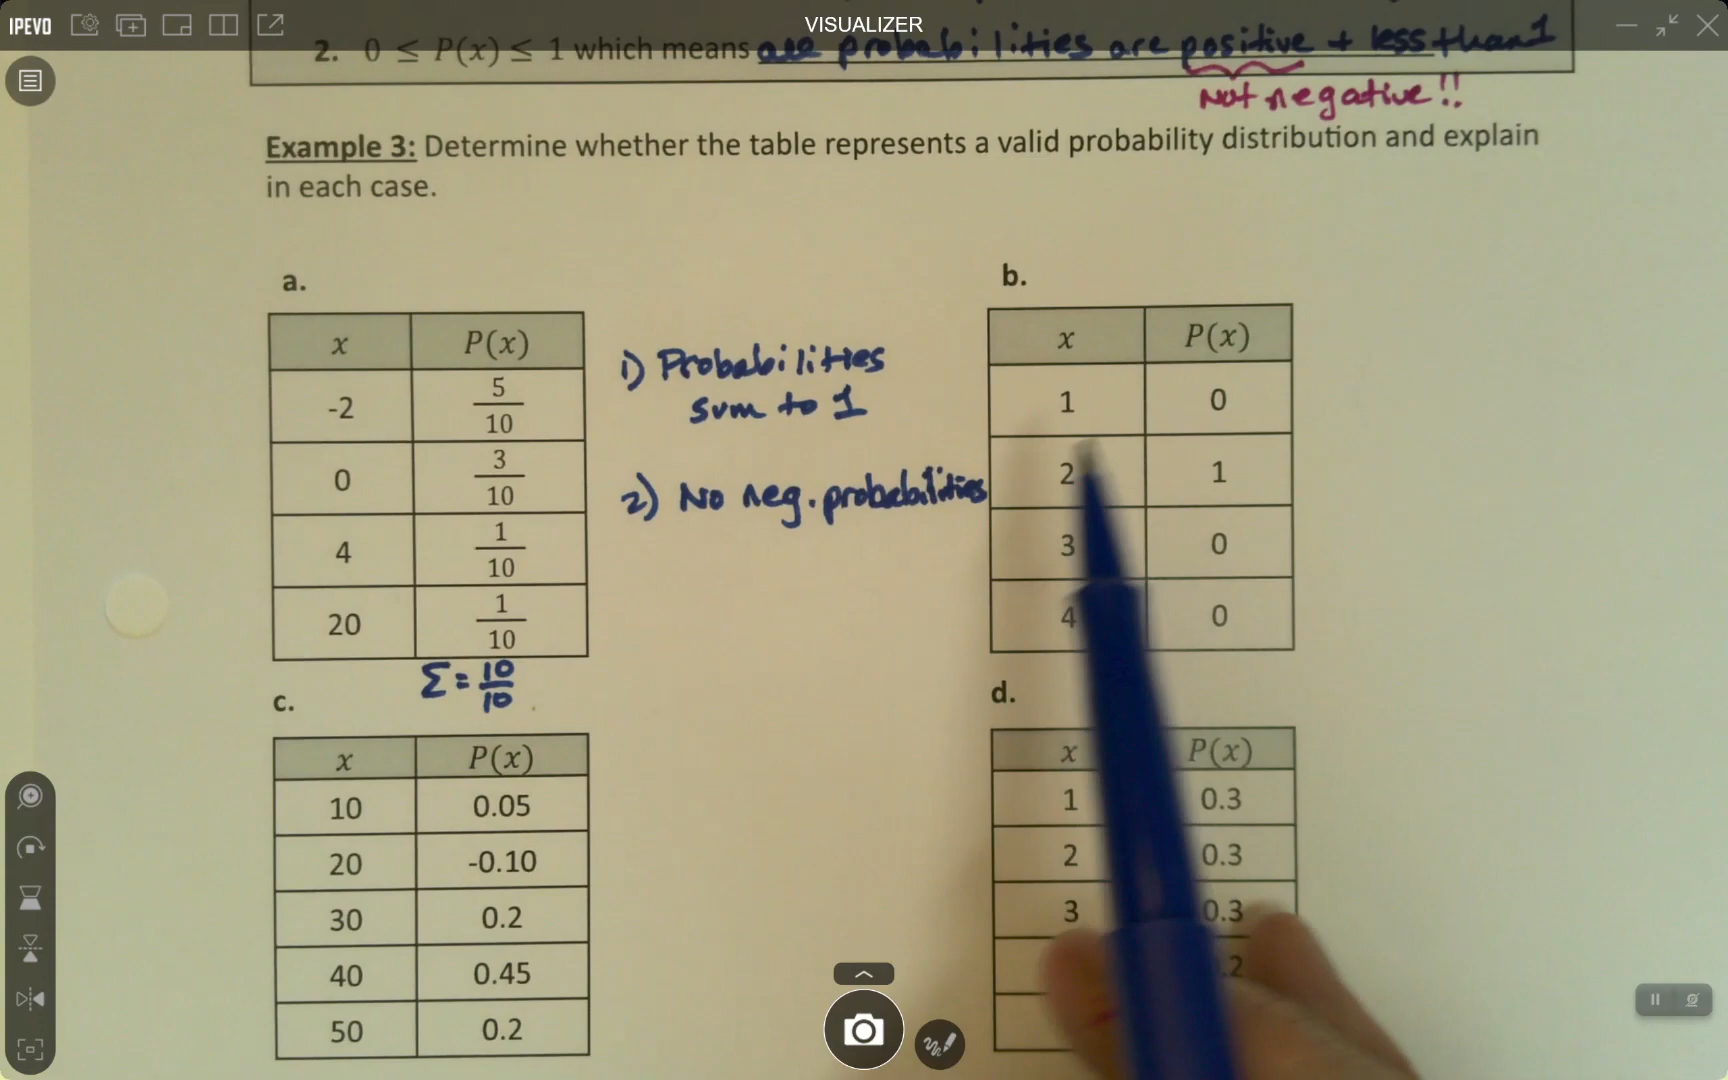 IPEVO
VISUALIZER
2. 0 ≤ P(x) ≤ 1 which means all probabilities are positive + less than 1
Not negative!!
Example 3: Determine whether the table represents a valid probability distribution and explain
in each case.
a.
x P(x)
-2 5/10
0 3/10
4 1/10
20 1/10
Σ = 10/10
1) Probabilities
sum to 1
2) No neg. probabilities
b.
x P(x)
1 0
2 1
3 0
4 0
c.
x P(x)
10 0.05
20 -0.10
30 0.2
40 0.45
50 0.2
d.
x P(x)
1 0.3
2 0.3
3 0.3
.2